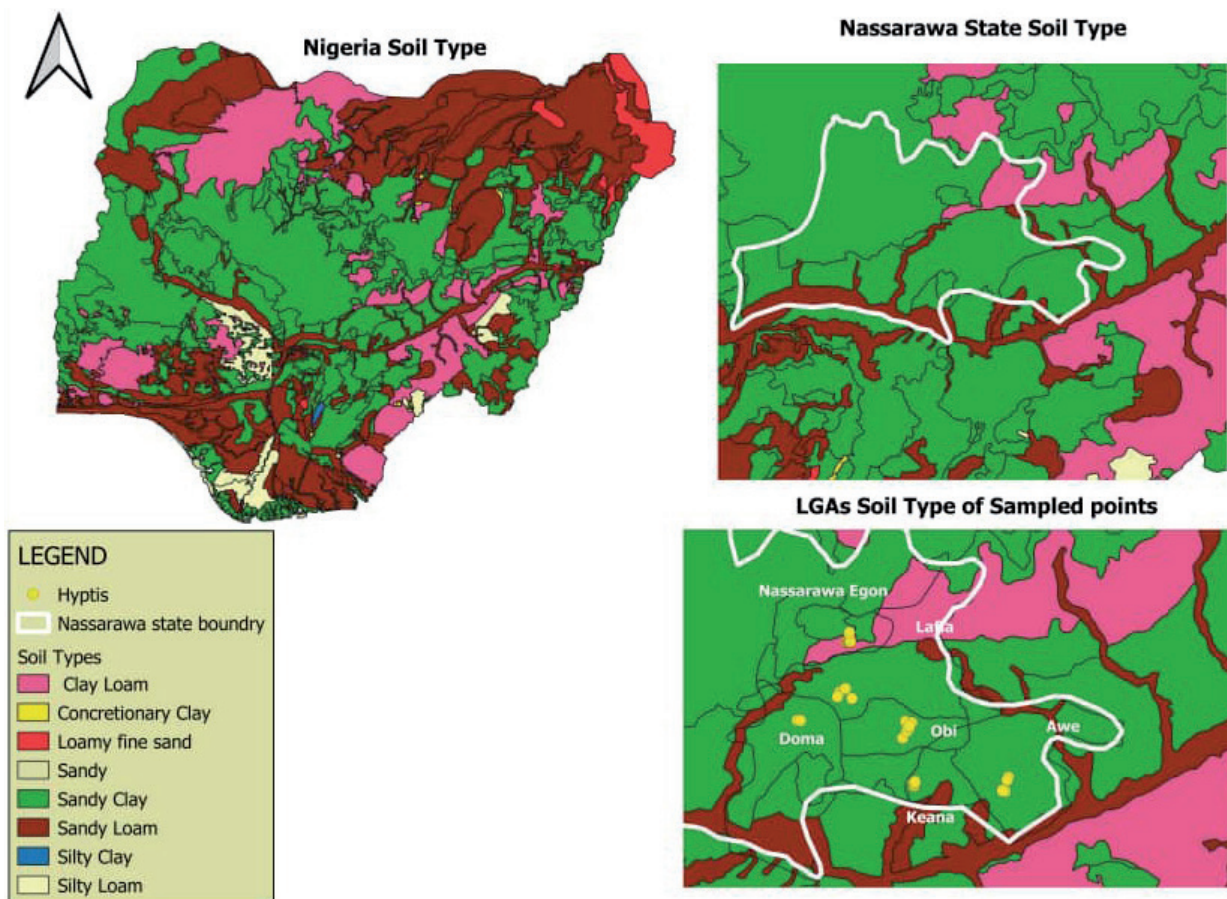 Nigeria Soil Type
Nassarawa State Soil Type
LEGEND
Hyptis
Nassarawa state boundry
Soil Types
Clay Loam
Concretionary Clay
Loamy fine sand
Sandy
Sandy Clay
Sandy Loam
Silty Clay
Silty Loam
LGAs Soil Type of Sampled points
Nassarawa Egon
Lafia
Doma
Obi
Awe
Keana